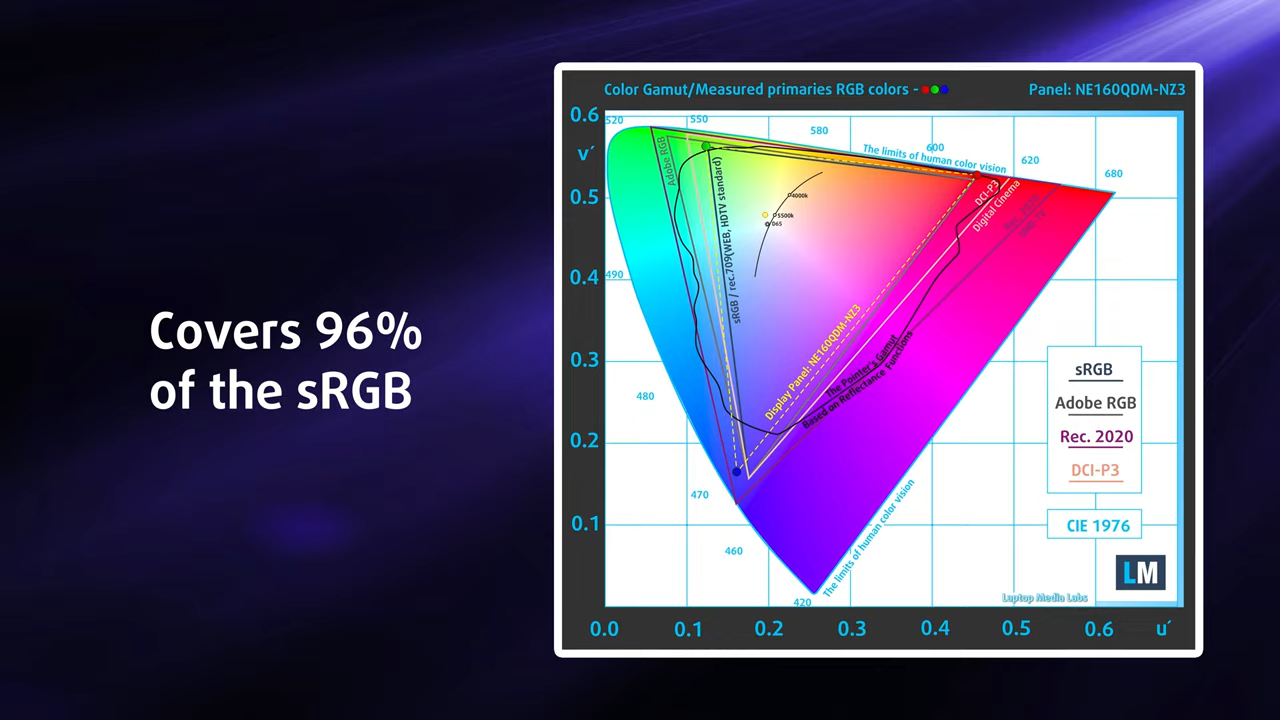 Covers 96%
of the sRGB
Color Gamut/Measured primaries RGB colors -
Panel: NE160QDM-NZ3
0.6
v´
0.5
0.4
0.3
0.2
0.1
0.0
0.1
0.2
0.3
0.4
0.5
0.6
u´
520
550
580
600
620
680
490
480
470
460
420
The limits of human color vision
Adobe RGB
sRGB / rec.709(WEB, HDTV standard)
4000k
5500k
D65
DCI-P3
Digital Cinema
Rec. 2020
UHD-TV
Display Panel: NE160QDM-NZ3
The Pointer's Gamut
Based on Reflectance Functions
The limits of human color vision
sRGB
Adobe RGB
Rec. 2020
DCI-P3
CIE 1976
LM
Laptop Media Labs